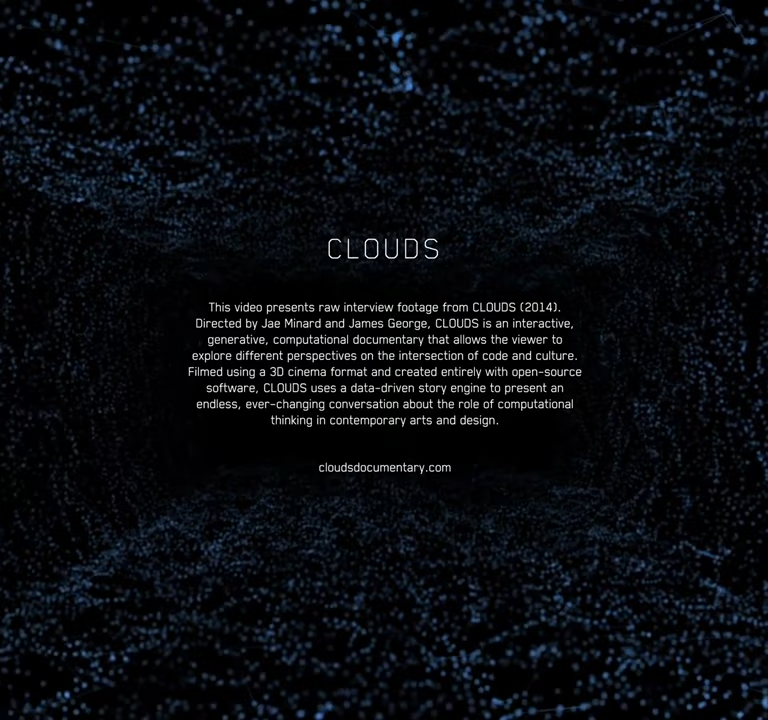 CLOUDS
This video presents raw interview footage from CLOUDS (2014).
Directed by Jae Minard and James George, CLOUDS is an interactive,
generative, computational documentary that allows the viewer to
explore different perspectives on the intersection of code and culture.
Filmed using a 3D cinema format and created entirely with open-source
software, CLOUDS uses a data-driven story engine to present an
endless, ever-changing conversation about the role of computational
thinking in contemporary arts and design.
cloudsdocumentary.com